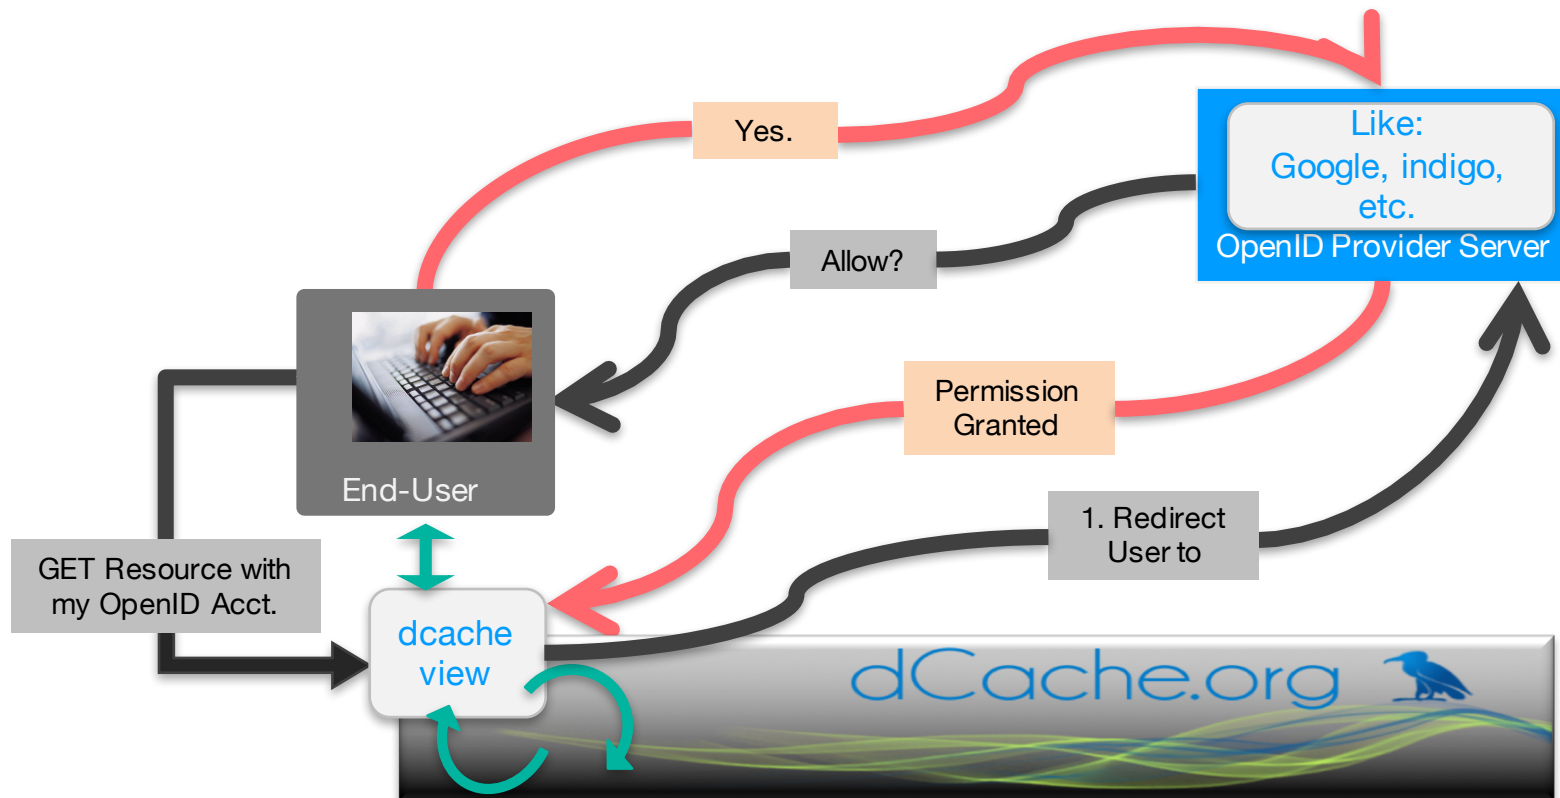 Yes.
Like:
Google, indigo,
etc.
OpenID Provider Server
Allow?
Permission
Granted
End-User
1. Redirect
User to
GET Resource with
my OpenID Acct.
dcache
view
dCache.org